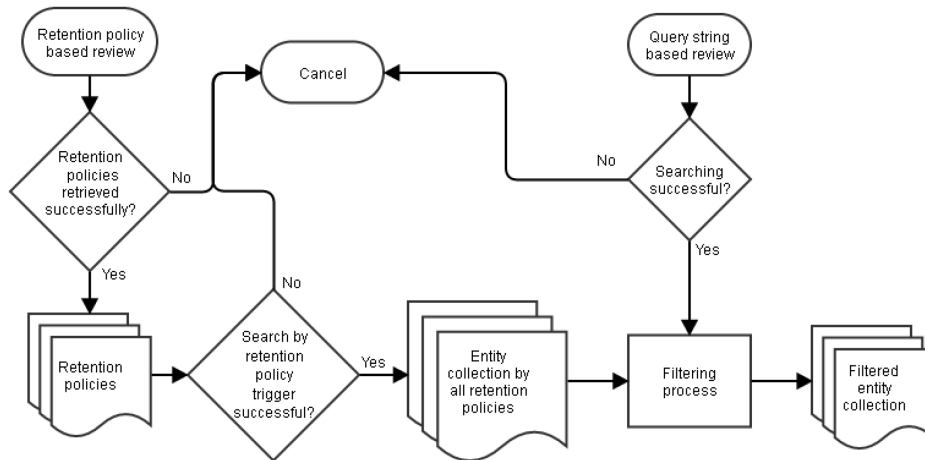 Retention policy
based review
Cancel
Query string
based review
Retention
policies
retrieved
successfully?
No
No
Searching
successful?
Yes
No
Yes
Retention
policies
Search by
retention
policy
trigger
successful?
Yes
Entity
collection by
all retention
policies
Filtering
process
Filtered
entity
collection